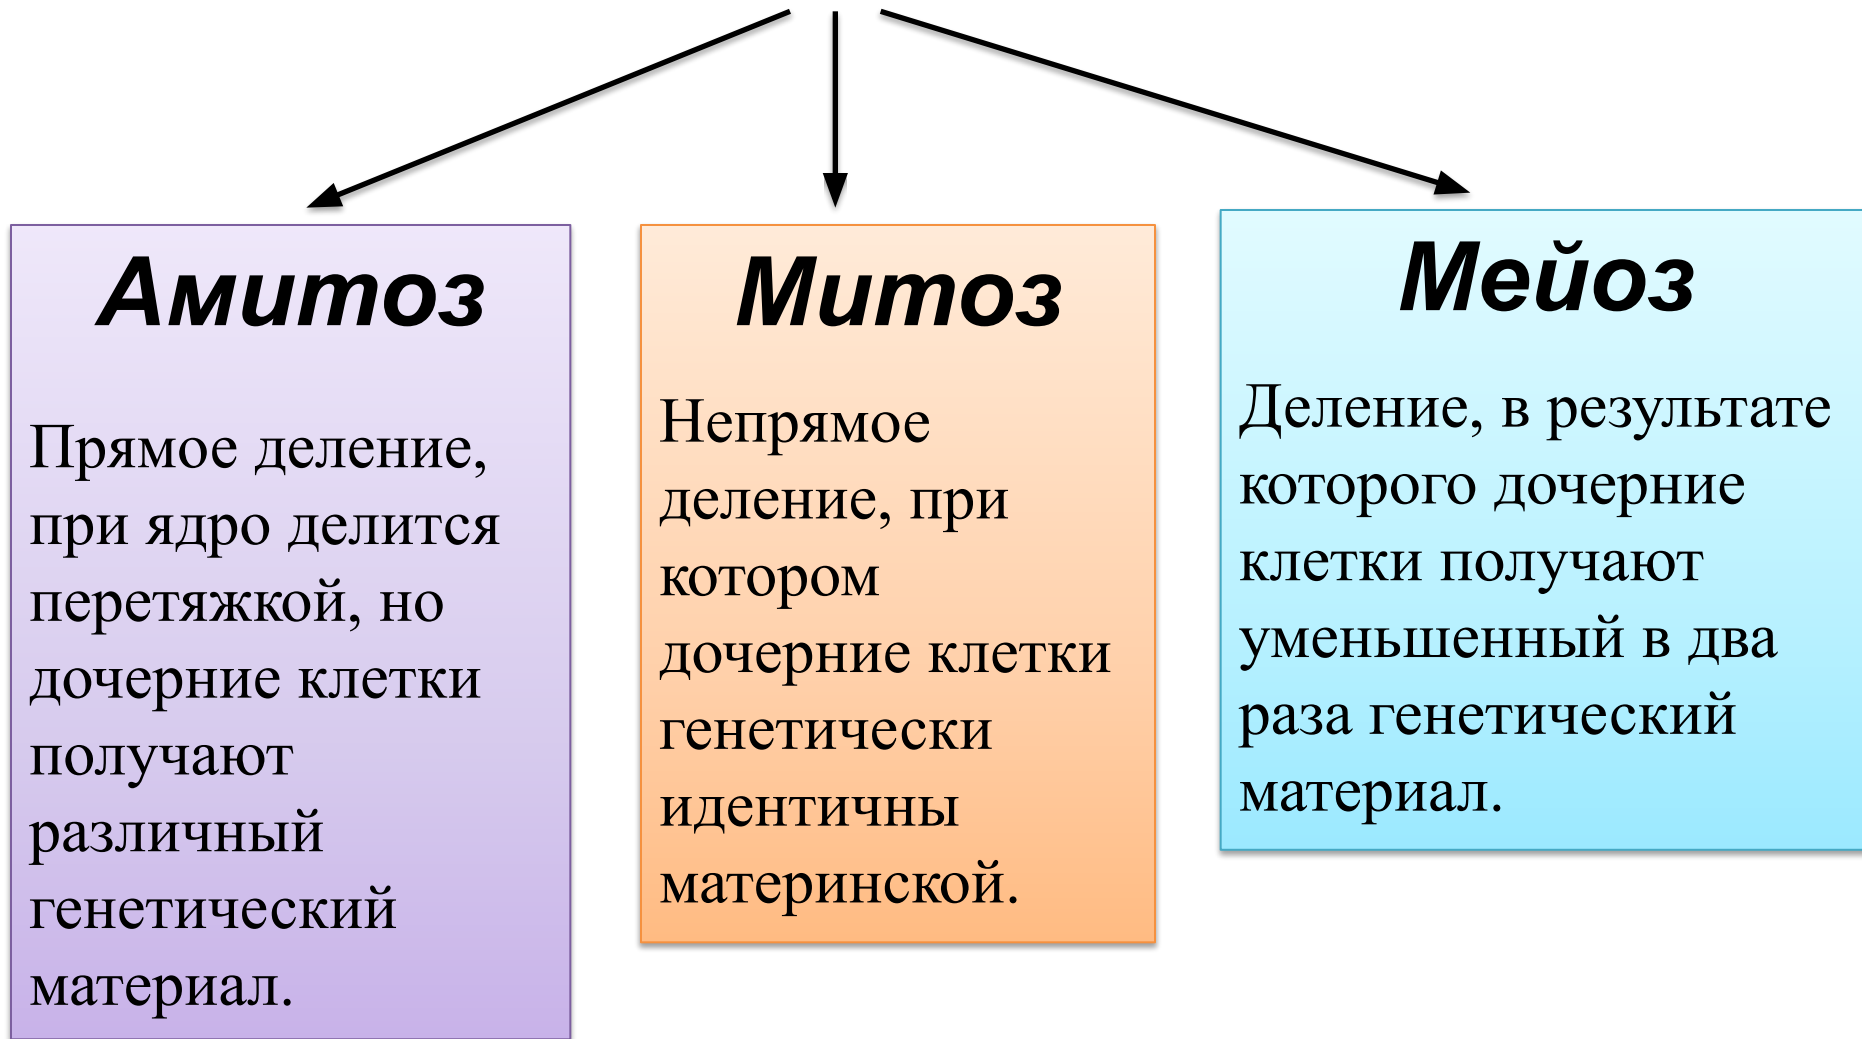 Амитоз
Прямое деление,
при ядро делится
перетяжкой, но
дочерние клетки
получают
различный
генетический
материал.
Митоз
Непрямое
деление, при
котором
дочерние клетки
генетически
идентичны
материнской.
Мейоз
Деление, в результате
которого дочерние
клетки получают
уменьшенный в два
раза генетический
материал.